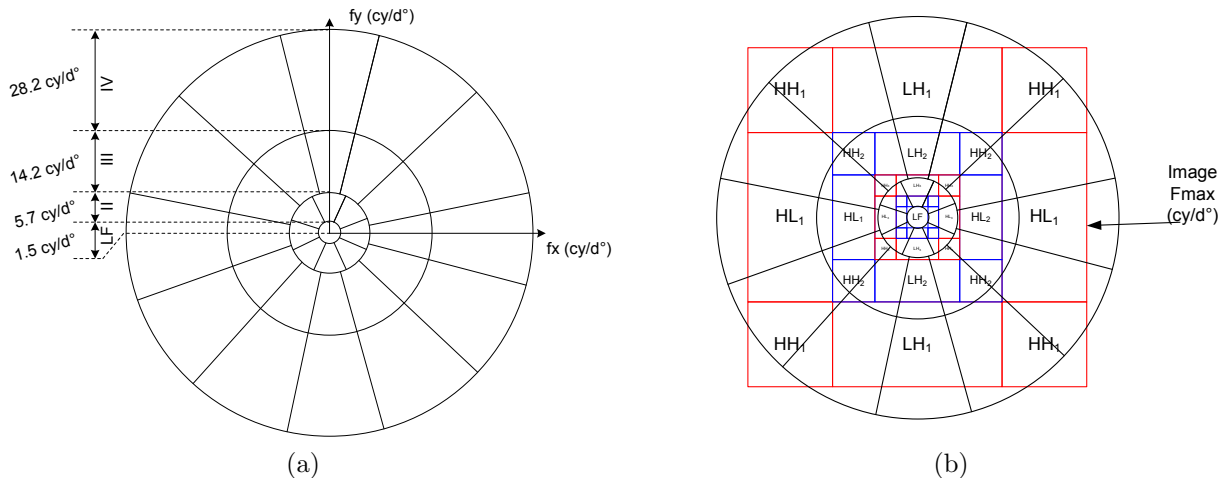 fy (cy/d°)
28.2 cy/d°
IV
14.2 cy/d°
III
5.7 cy/d°
II
1.5 cy/d°
LF
fx (cy/d°)
(a)
HH₁ LH₁ HH₁
HH₂ LH₂ HH₂
HL₁ HL₁ LF HL₂ HL₁
HH₂ LH₂ HH₂
HH₁ LH₁ HH₁
Image
Fmax
(cy/d°)
(b)